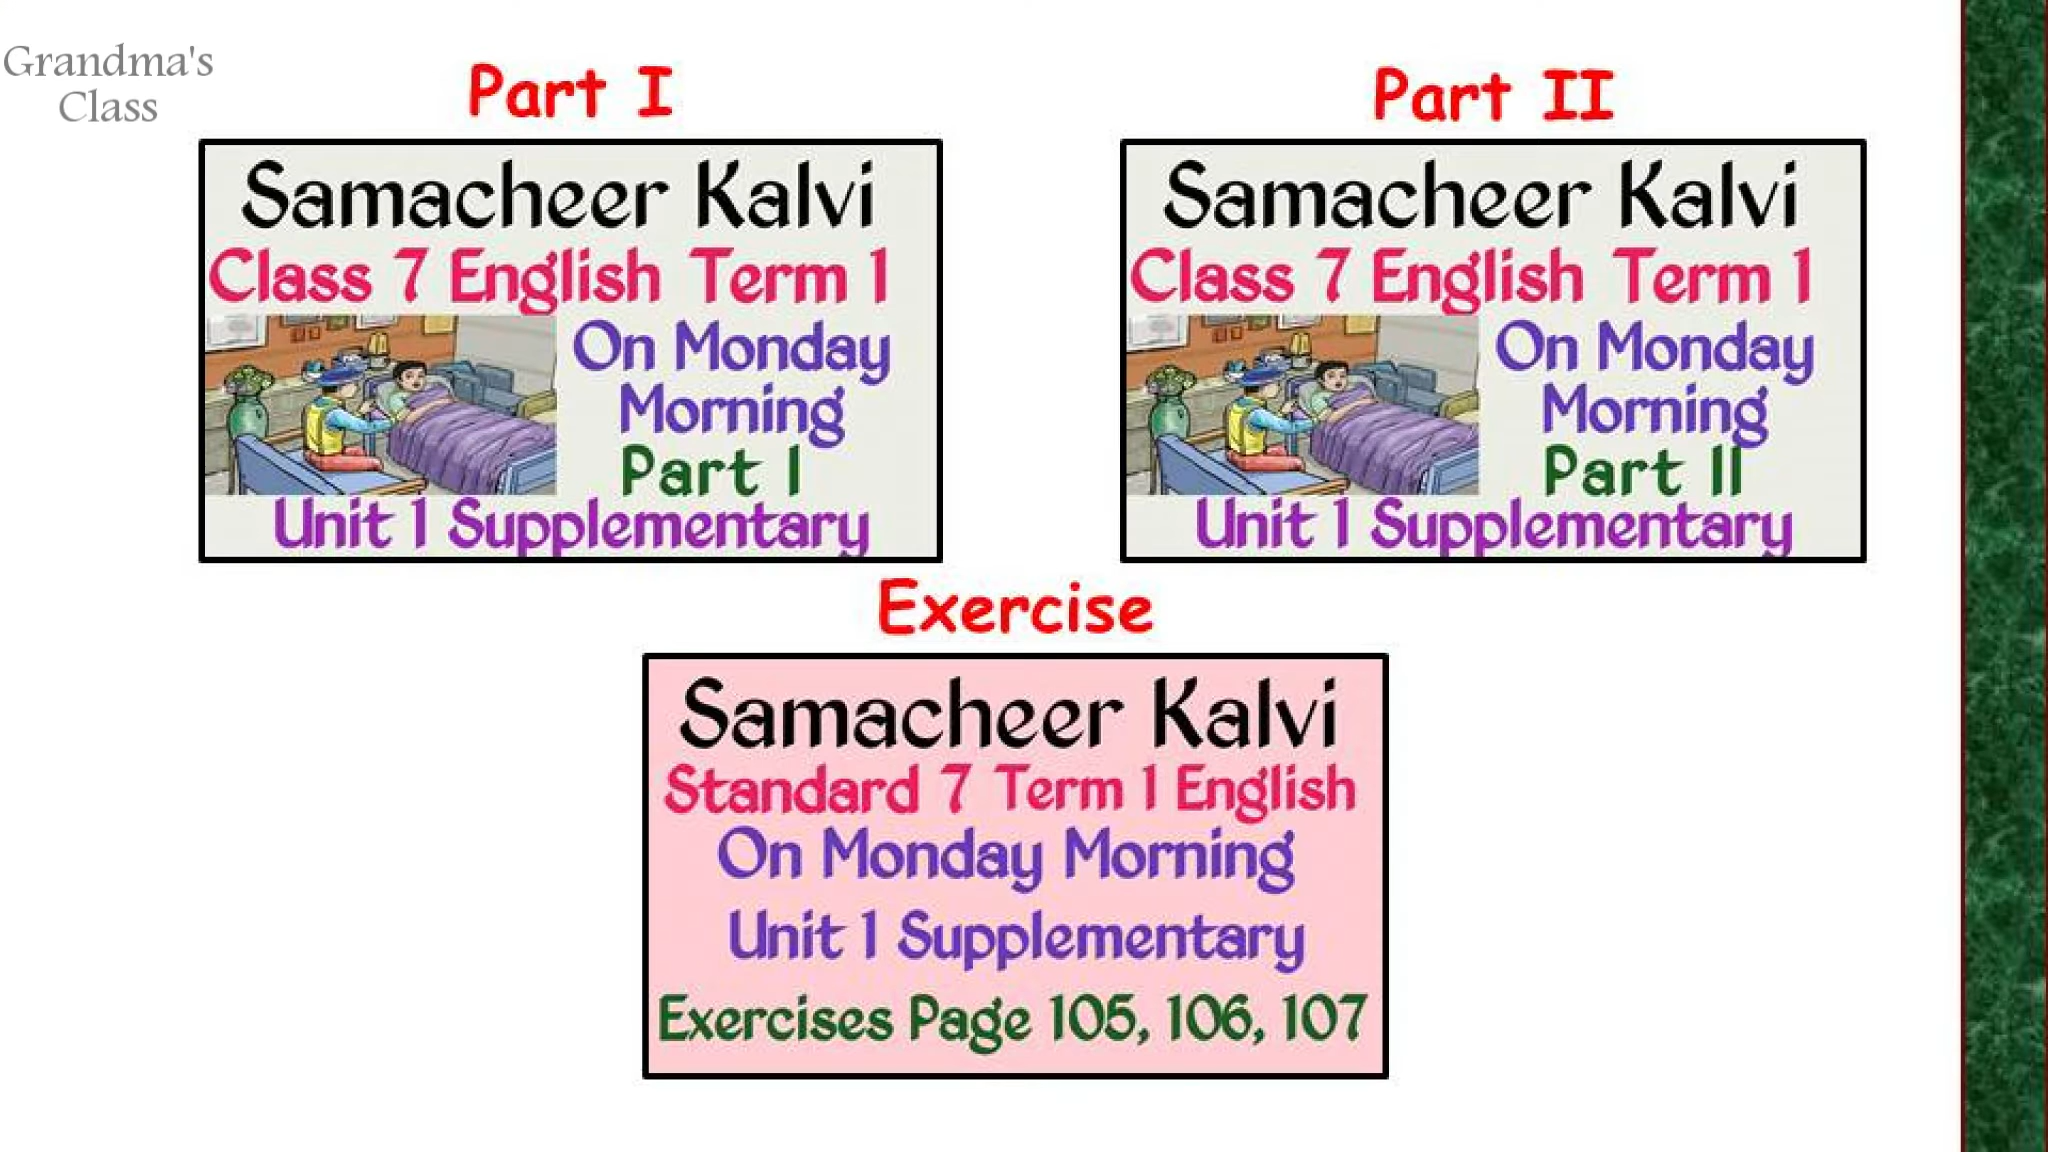 Grandma's
Class
Part I
Samacheer Kalvi
Class 7 English Term 1
On Monday
Morning
Part I
Unit 1 Supplementary
Part II
Samacheer Kalvi
Class 7 English Term 1
On Monday
Morning
Part II
Unit 1 Supplementary
Exercise
Samacheer Kalvi
Standard 7 Term 1 English
On Monday Morning
Unit 1 Supplementary
Exercises Page 105, 106, 107